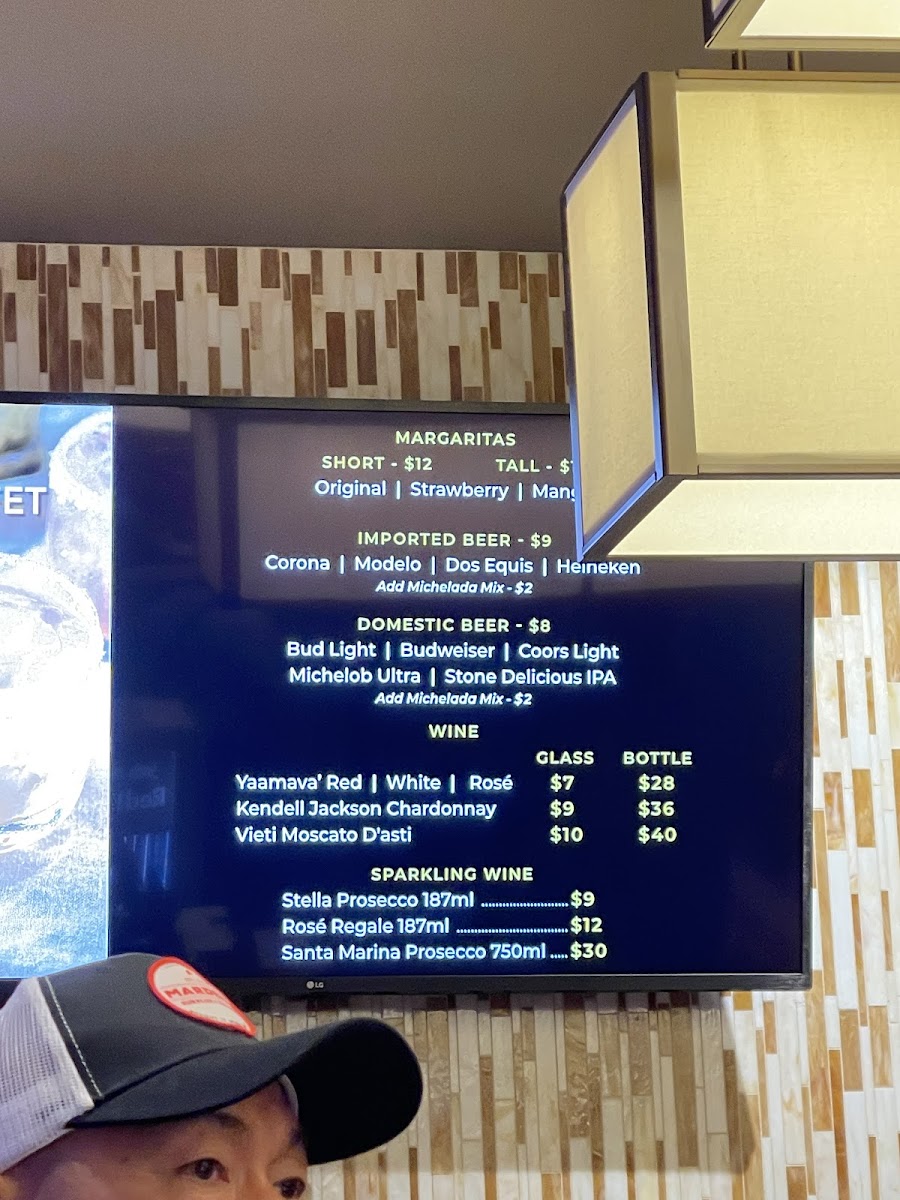 ET
MARGARITAS
SHORT - $12 TALL - $
Original | Strawberry |
IMPORTED BEER - $9
Corona | Modelo | Dos Equis | Heineken
Add Michelada Mix - $2
DOMESTIC BEER - $8
Bud Light | Budweiser | Coors Light
Michelob Ultra | Stone Delicious IPA
Add Michelada Mix - $2
WINE
GLASS BOTTLE
Yaamava' Red | White | Rosé $7 $28
Kendell Jackson Chardonnay $9 $36
Vieti Moscato D'asti $10 $40
SPARKLING WINE
Stella Prosecco 187ml ........................... $9
Rosé Regale 187ml ................................... $12
Santa Marina Prosecco 750ml ..... $30
LG